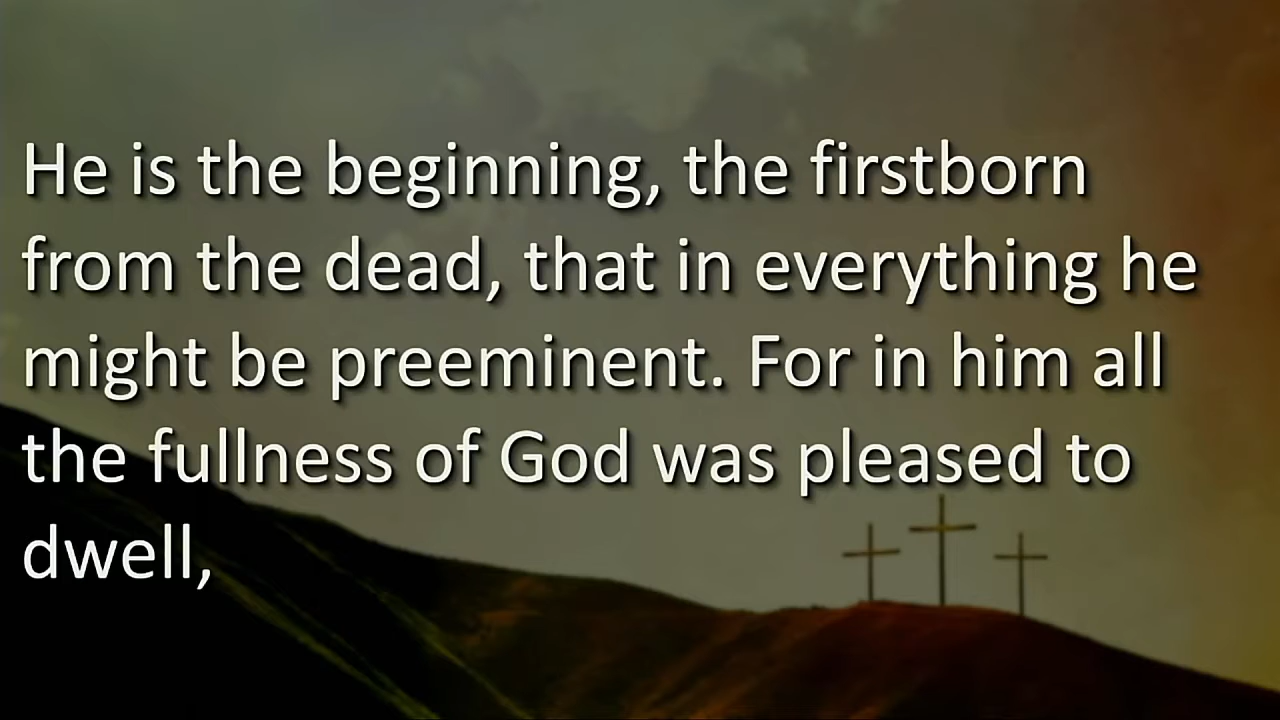 He is the beginning, the firstborn
from the dead, that in everything he
might be preeminent. For in him all
the fullness of God was pleased to
dwell,